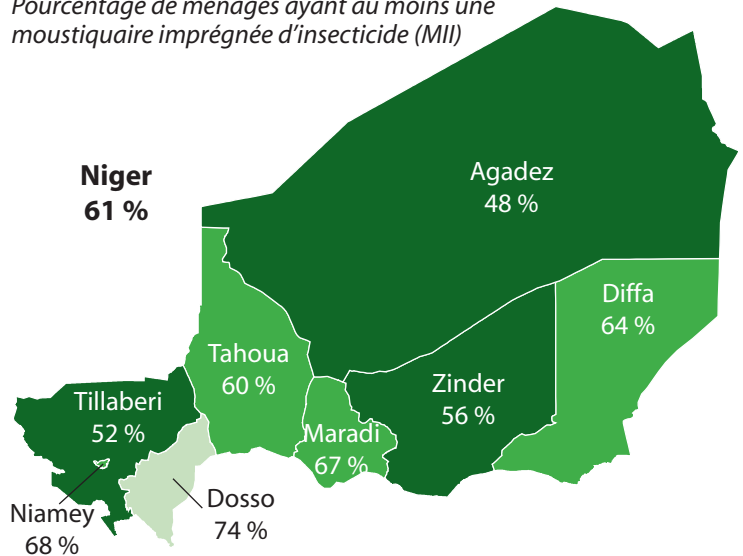 Pourcentage de ménages ayant au moins une
moustiquaire imprégnée d’insecticide (MII)
Niger
61 %
Agadez
48 %
Diffa
64 %
Tahoua
60 %
Zinder
56 %
Tillaberi
52 %
Maradi
67 %
Niamey
68 %
Dosso
74 %